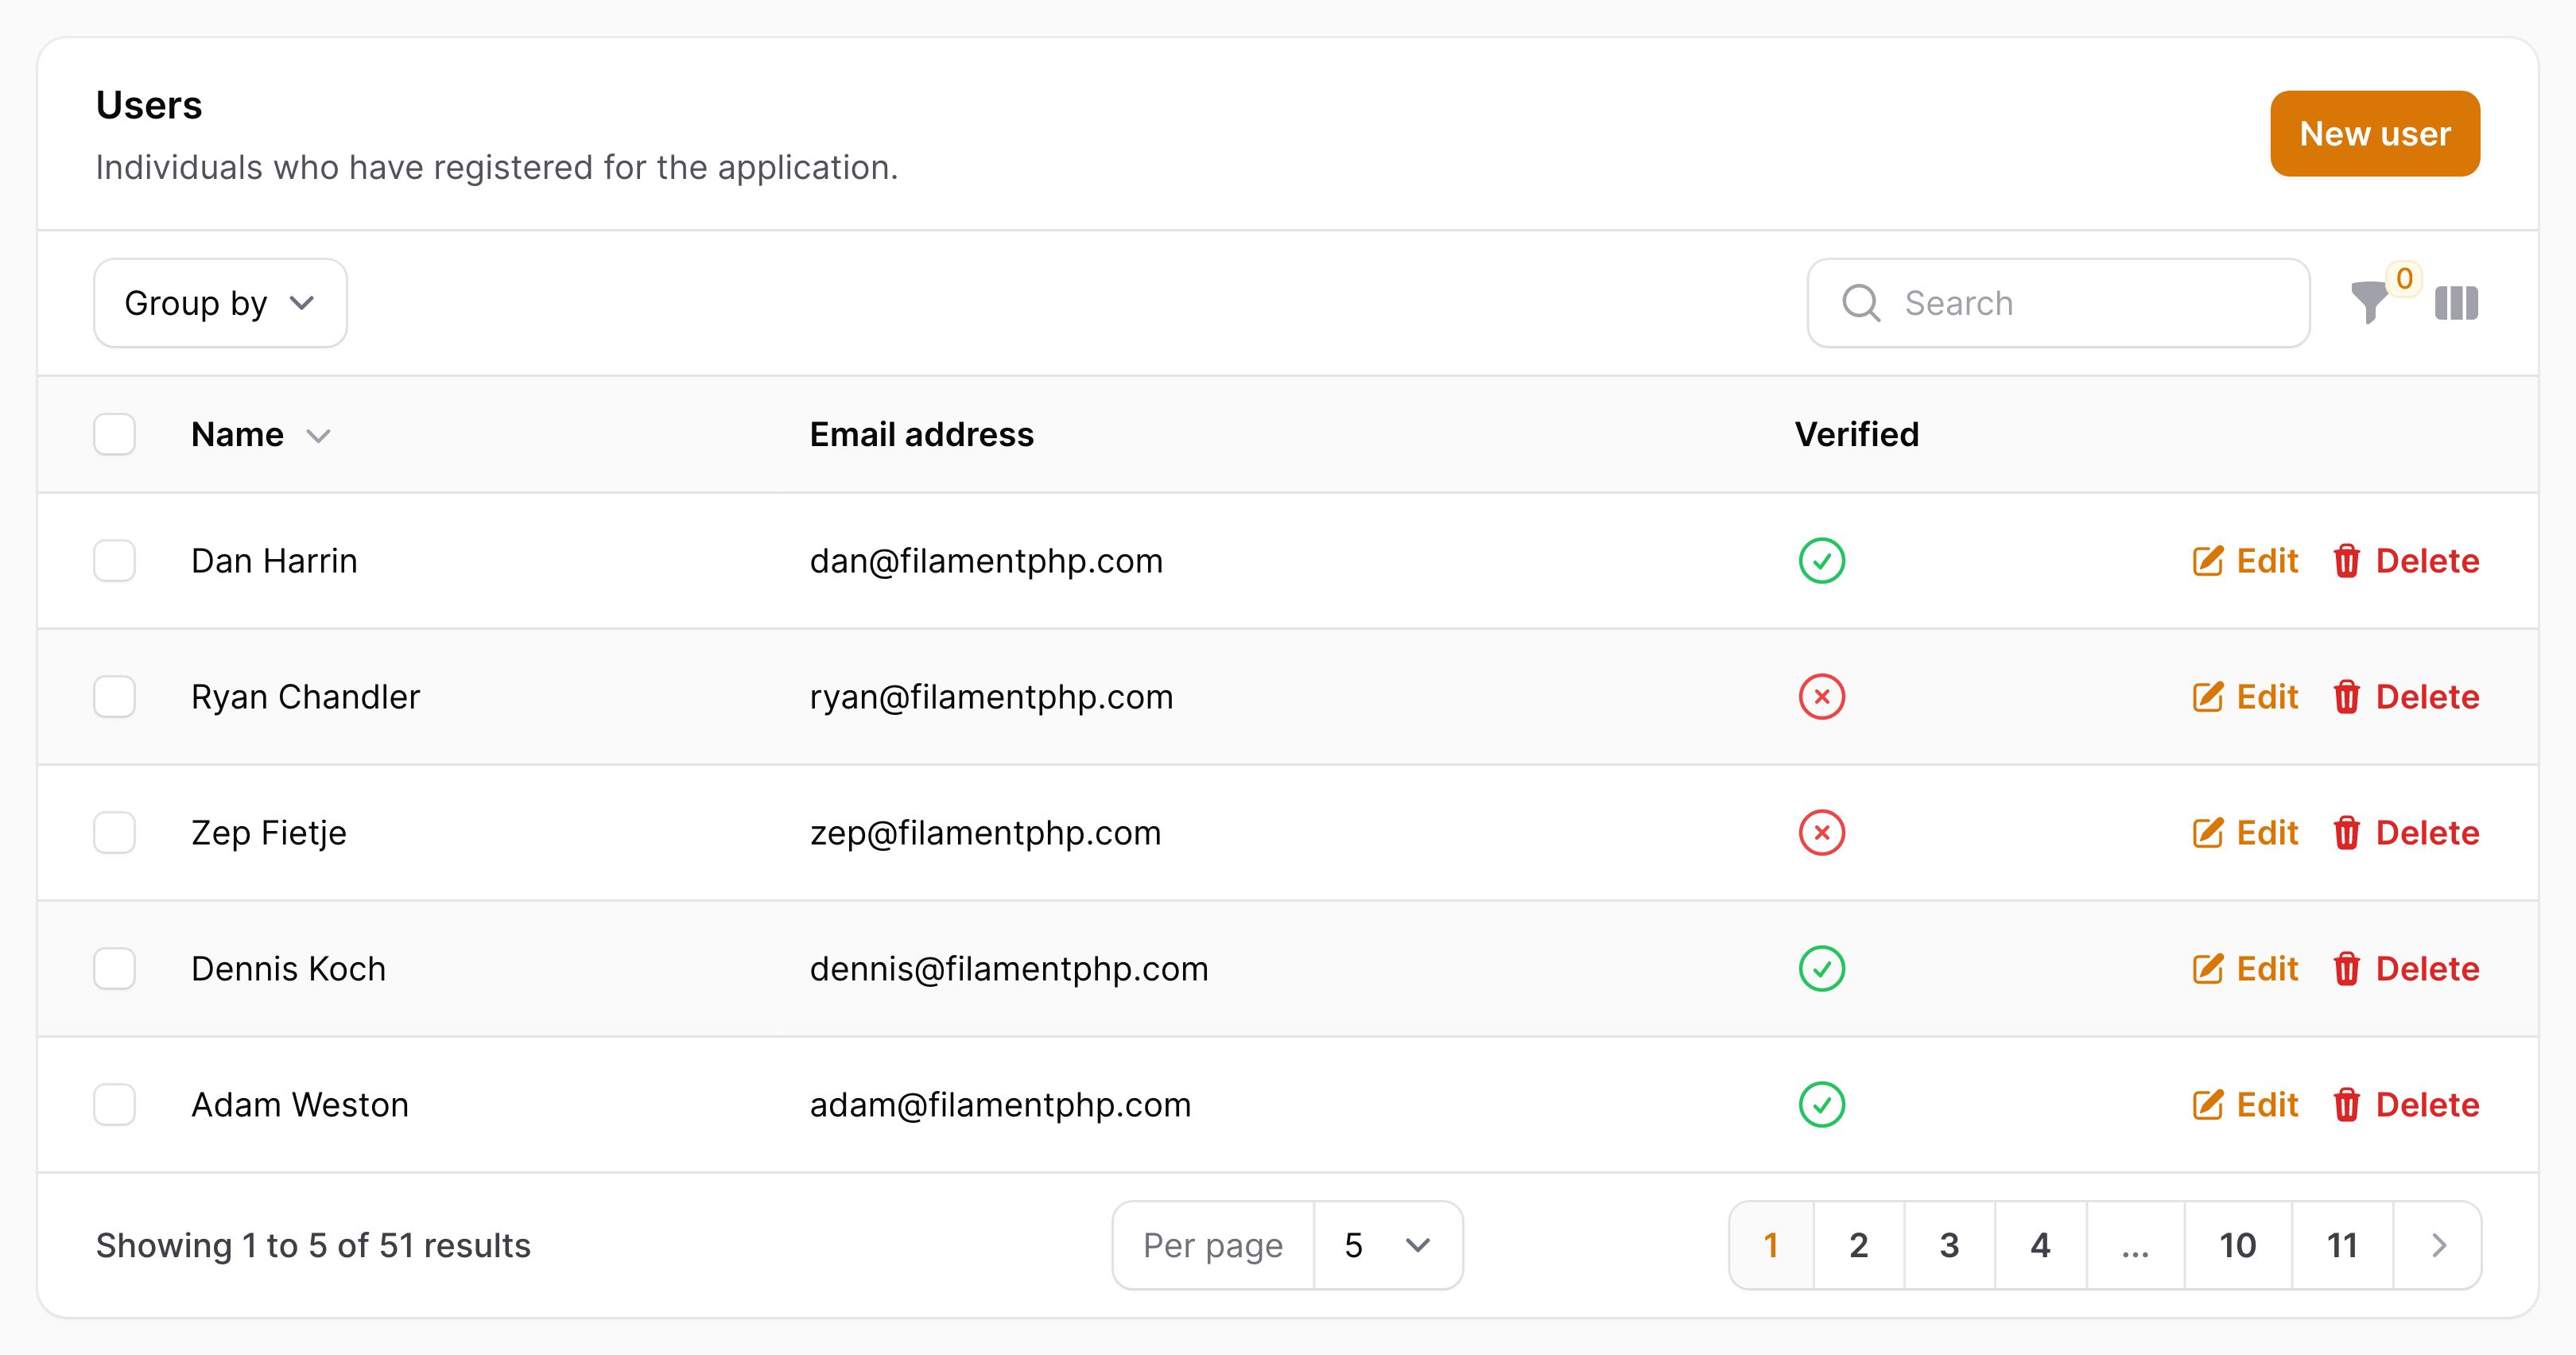 Users
Individuals who have registered for the application.
New user
Group by
Search
0
Name
Email address
Verified
Dan Harrin
dan@filamentphp.com
Edit
Delete
Ryan Chandler
ryan@filamentphp.com
Edit
Delete
Zep Fietje
zep@filamentphp.com
Edit
Delete
Dennis Koch
dennis@filamentphp.com
Edit
Delete
Adam Weston
adam@filamentphp.com
Edit
Delete
Showing 1 to 5 of 51 results
Per page
5
1
2
3
4
...
10
11